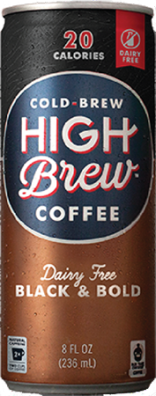 20
CALORIES
DAIRY
FREE
COLD-BREW
HIGH
Brew
COFFEE
Dairy Free
BLACK & BOLD
8 FL OZ
(236 mL)